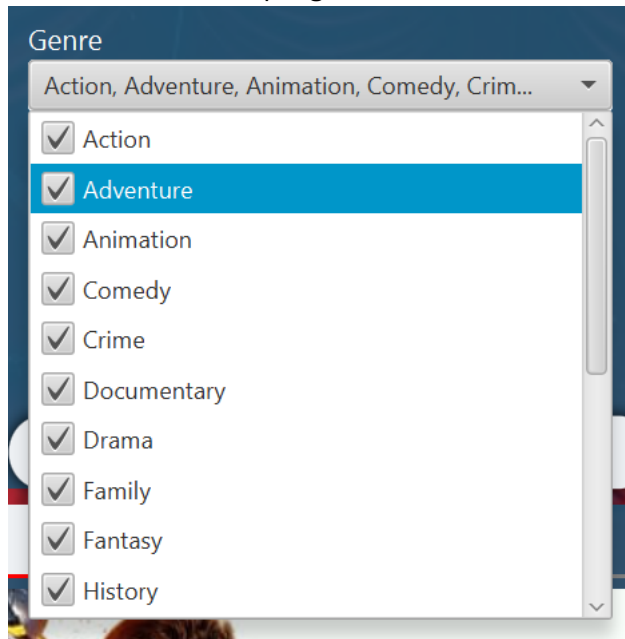 Genre
Action, Adventure, Animation, Comedy, Crim...
Action
Adventure
Animation
Comedy
Crime
Documentary
Drama
Family
Fantasy
History